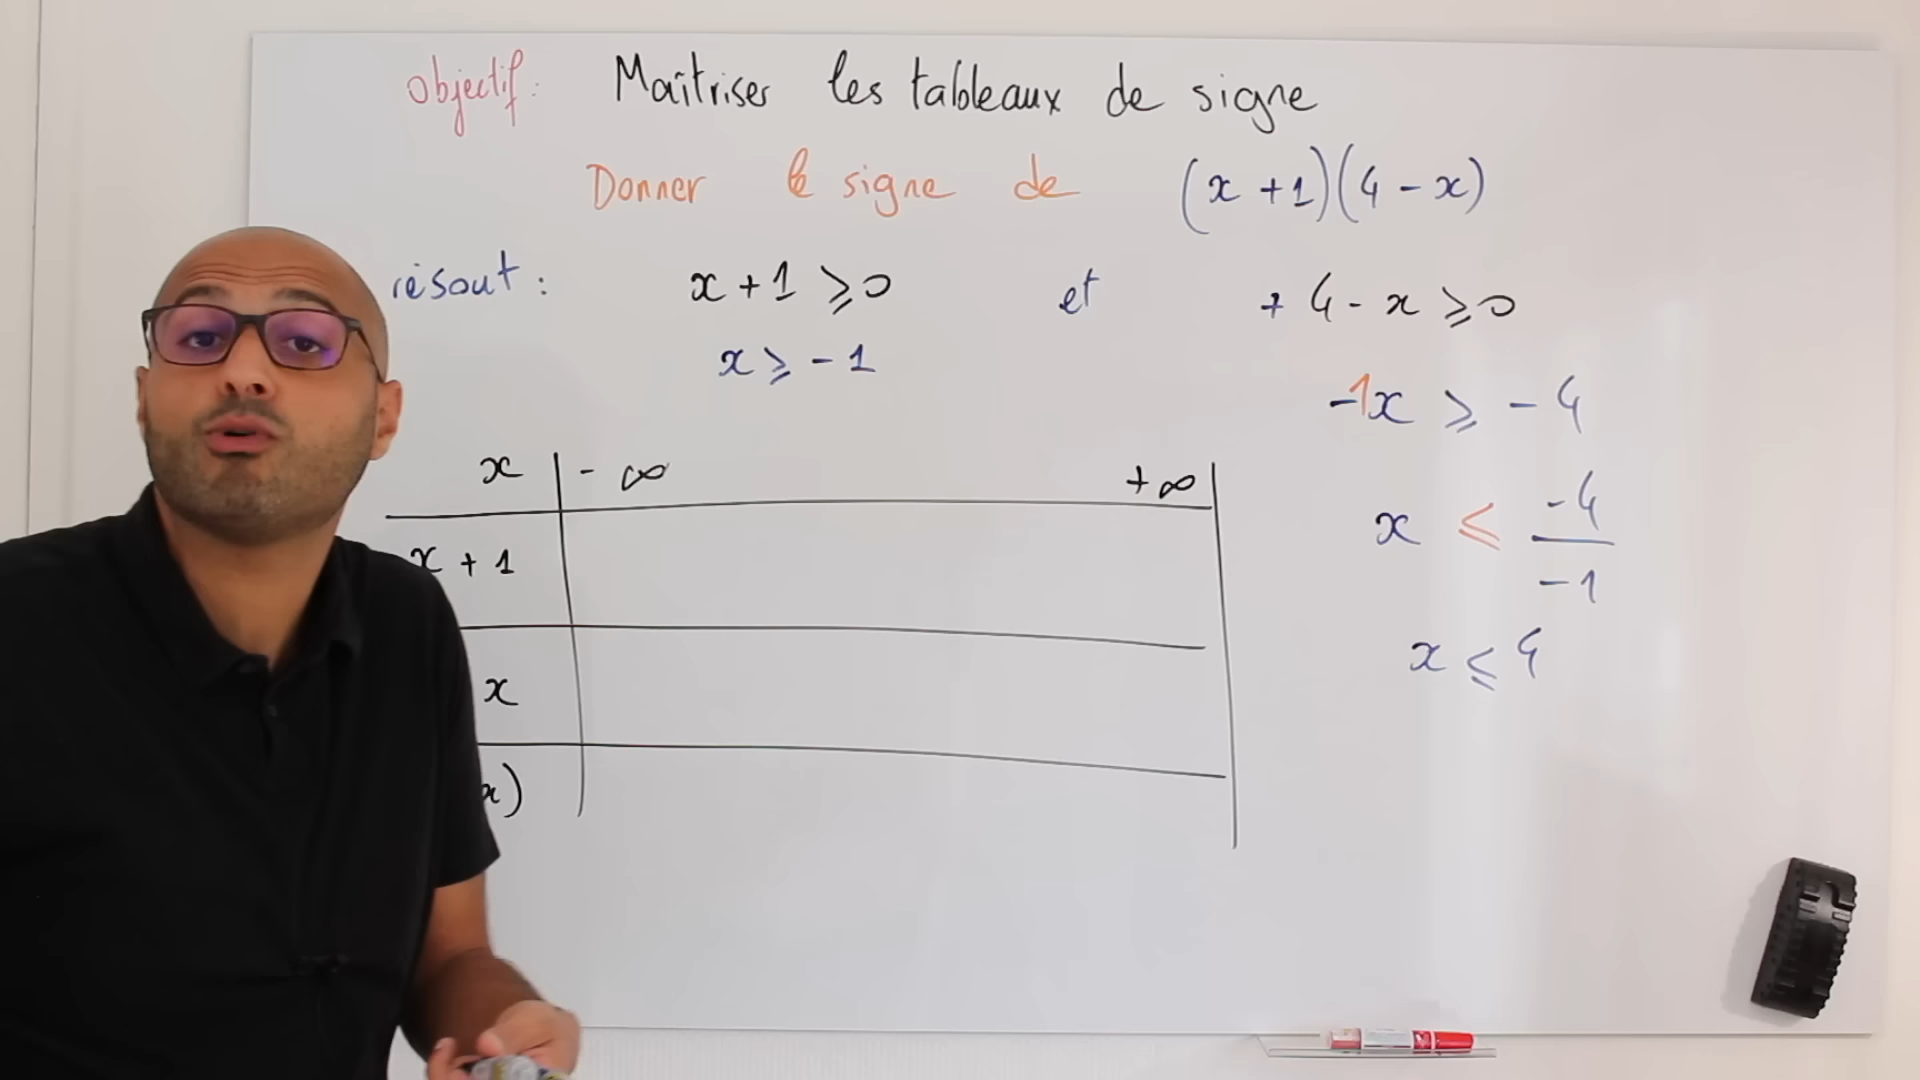 Objectif : Maîtriser les tableaux de signe
Donner le signe de (x + 1)(4 - x)
résout : x + 1 ⩾ 0 et + 4 - x ⩾ 0
x ⩾ - 1
-1x ⩾ - 4
x ⩽ -4/-1
x ⩽ 4
x - ∞ + ∞
x + 1
x
x)